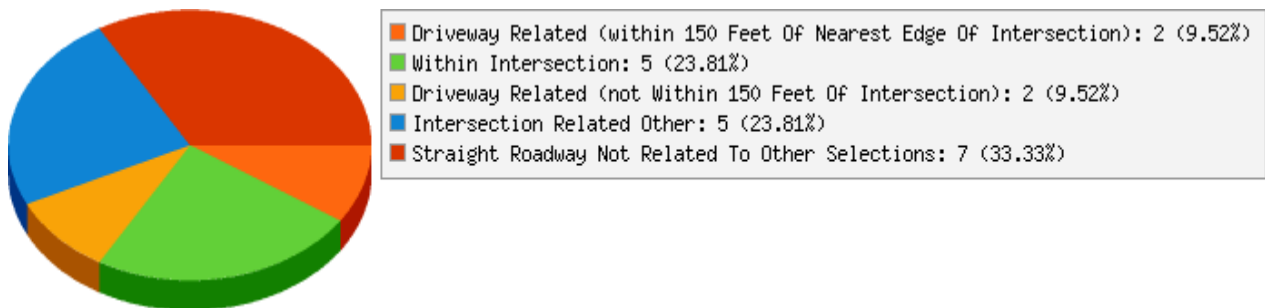 Driveway Related (within 150 Feet Of Nearest Edge Of Intersection): 2 (9.52%)
Within Intersection: 5 (23.81%)
Driveway Related (not Within 150 Feet Of Intersection): 2 (9.52%)
Intersection Related Other: 5 (23.81%)
Straight Roadway Not Related To Other Selections: 7 (33.33%)